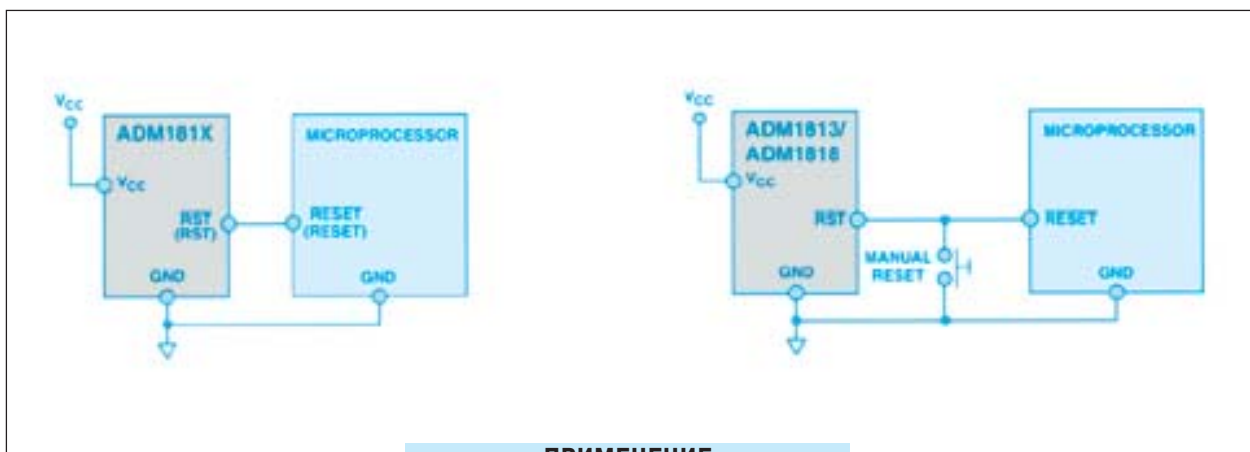 VCC
ADM181X
MICROPROCESSOR
VCC
RST
(RST)
RESET
(RESET)
GND
GND
VCC
ADM1813/
ADM1818
MICROPROCESSOR
VCC
RST
RESET
MANUAL
RESET
GND
GND
ПРИМЕНЕНИЕ